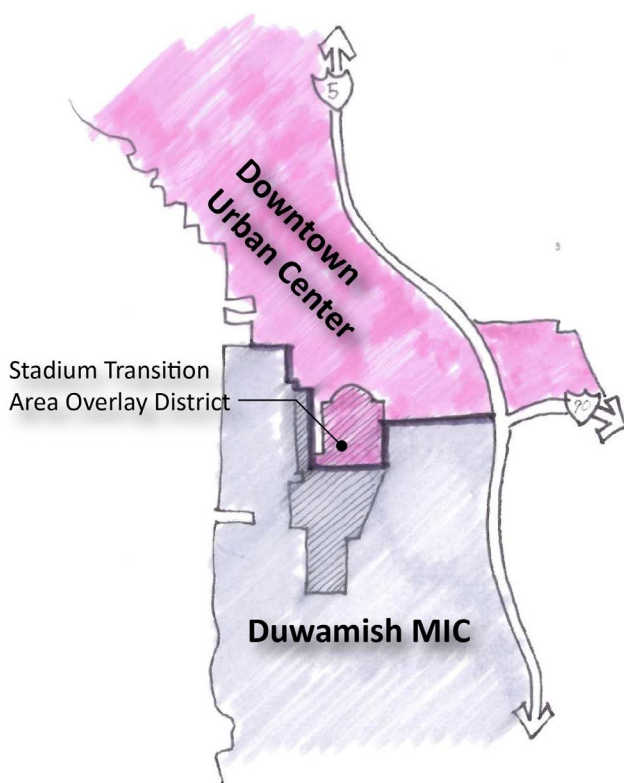 5
Downtown
Urban Center
Stadium Transition
Area Overlay District
90
Duwamish MIC